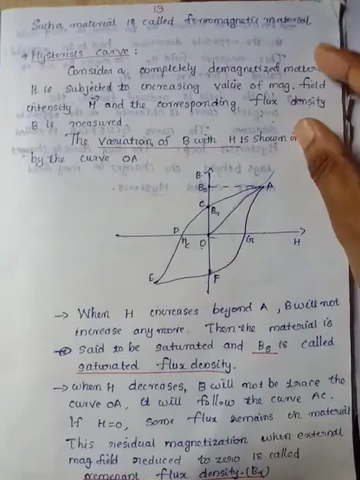 13
Such a material is called ferromagnetic material
→ Hysterisis Curve :
Consider a completely demagnetized mater
It is subjected to increasing value of mag. field
intensity H and the corresponding flux density
B is measured.
The variation of B with H is shown in
by the curve OA
B
Bs
A
C
Br
D
Hc
O
G
H
E
F
→ When H increases beyond A, B will not
increase any more. Then the material is
said to be saturated and Bs is called
saturated flux density.
→ When H decreases, B will not be trace the
curve OA, it will follow the curve AC.
If H=0, some flux remains in material
This residual magnetization when external
mag field reduced to zero is called
remenant flux density.(Br)